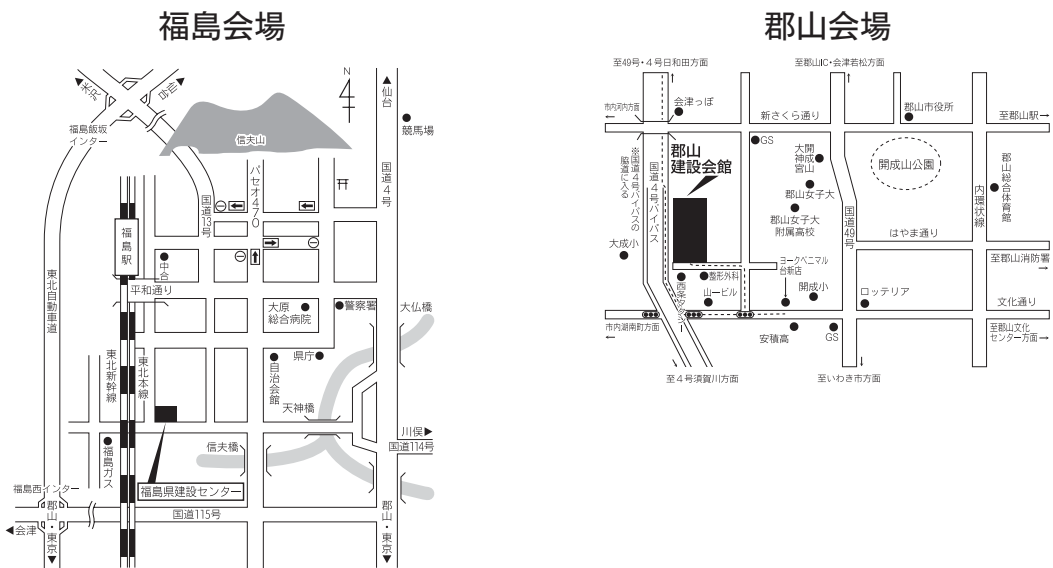 福島会場
米沢
仙台
福島飯坂
インター
信夫山
N
仙台
競馬場
国道4号
パセオ470
国道13号
福島駅
中合
平和通り
東北自動車道
大原
総合病院
警察署
大仏橋
県庁
自治会館
東北新幹線
東北本線
天神橋
川俣
国道114号
信夫橋
福島ガス
福島県建設センター
福島西インター
国道115号
会津
郡山・東京
郡山・東京
郡山会場
至49号・4号日和田方面
至郡山IC・会津若松方面
市内河内方面
会津っぽ
新さくら通り
郡山市役所
至郡山駅
GS
郡山
建設会館
※国道4号バイパスの
脇道に入る
国道4号バイパス
大成小
大開
神成
宮山
郡山女子大
郡山女子大
附属高校
開成山公園
郡山総合体育館
内環状線
国道49号
はやま通り
至郡山消防署
ヨークベニマル
台新店
整形外科
西条タクシー
山一ビル
開成小
ロッテリア
文化通り
市内湖南町方面
安積高
GS
至郡山文化
センター方面
至4号須賀川方面
至いわき市方面